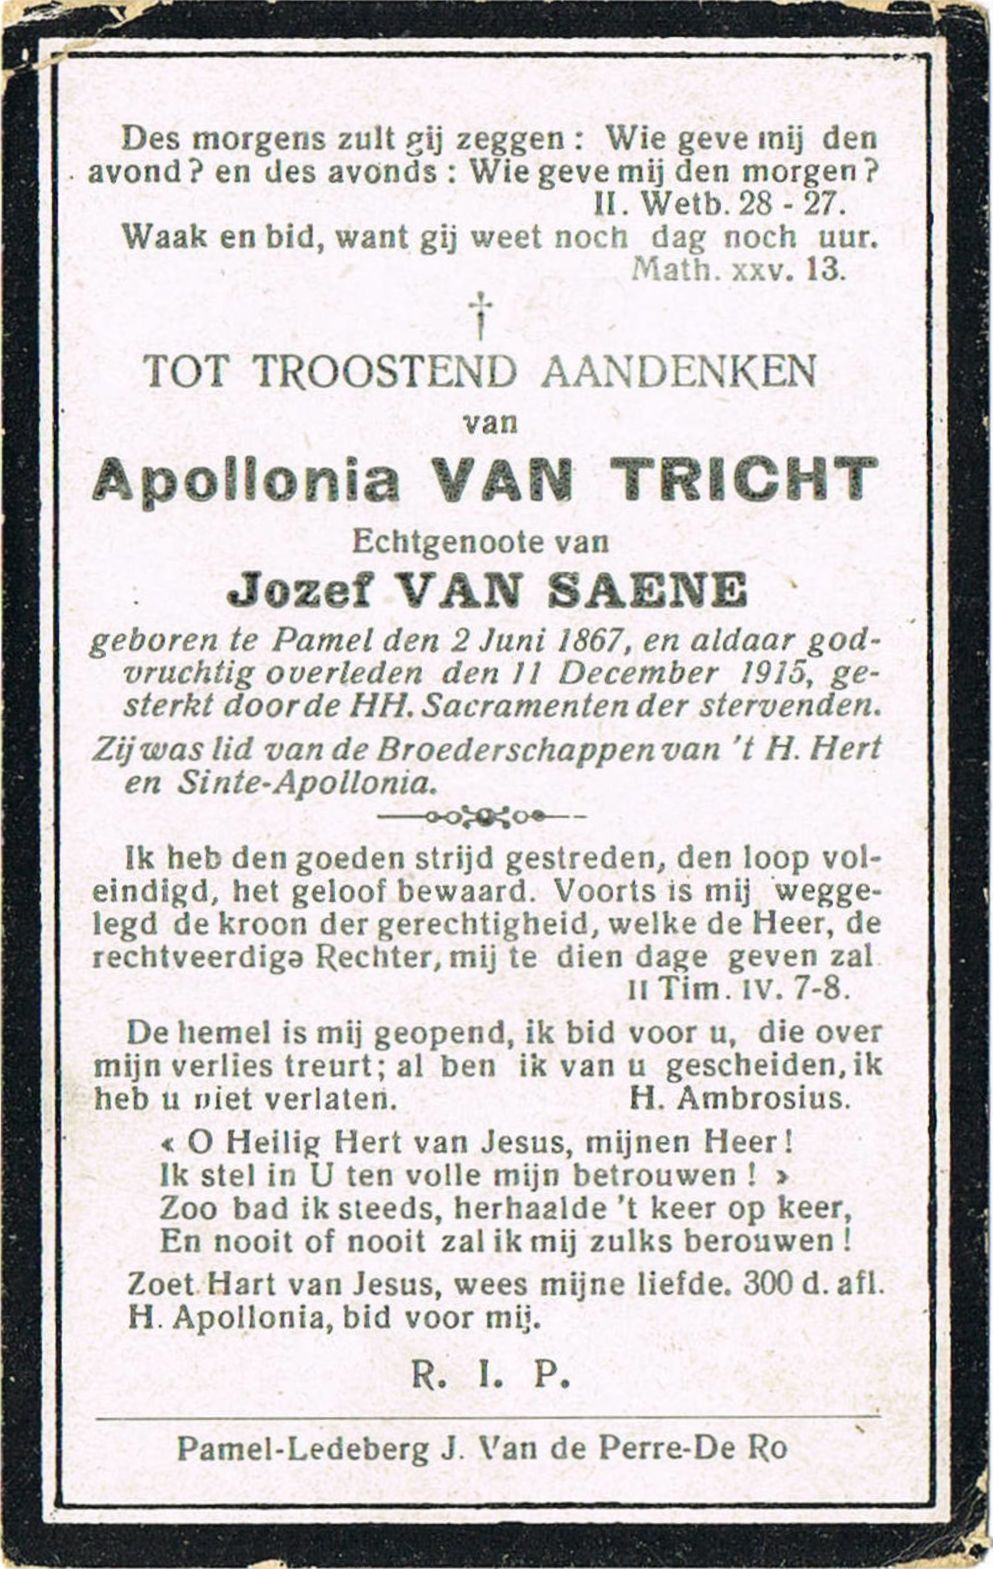 Des morgens zult gij zeggen : Wie geve mij den
avond ? en des avonds : Wie geve mij den morgen ?
II. Wetb. 28 - 27.
Waak en bid, want gij weet noch dag noch uur.
Math. xxv. 13.
†
TOT TROOSTEND AANDENKEN
van
Apollonia VAN TRICHT
Echtgenoote van
Jozef VAN SAENE
geboren te Pamel den 2 Juni 1867, en aldaar god-
vruchtig overleden den 11 December 1915, ge-
sterkt door de HH. Sacramenten der stervenden.
Zij was lid van de Broederschappen van 't H. Hert
en Sinte-Apollonia.
Ik heb den goeden strijd gestreden, den loop vol-
eindigd, het geloof bewaard. Voorts is mij wegge-
legd de kroon der gerechtigheid, welke de Heer, de
rechtveerdige Rechter, mij te dien dage geven zal
II Tim. IV. 7-8.
De hemel is mij geopend, ik bid voor u, die over
mijn verlies treurt ; al ben ik van u gescheiden, ik
heb u niet verlaten. H. Ambrosius.
« O Heilig Hert van Jesus, mijnen Heer !
Ik stel in U ten volle mijn betrouwen ! »
Zoo bad ik steeds, herhaalde 't keer op keer,
En nooit of nooit zal ik mij zulks berouwen !
Zoet Hart van Jesus, wees mijne liefde. 300 d. afl.
H. Apollonia, bid voor mij.
R. I. P.
Pamel-Ledeberg J. Van de Perre-De Ro